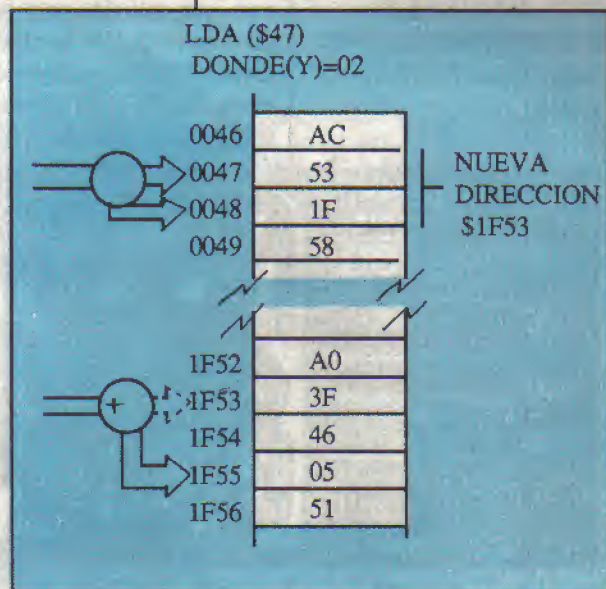 LDA ($47)
DONDE(Y)=02
0046 AC
0047 53
0048 1F
0049 58
NUEVA
DIRECCION
$1F53
1F52 A0
+
1F53 3F
1F54 46
1F55 05
1F56 51